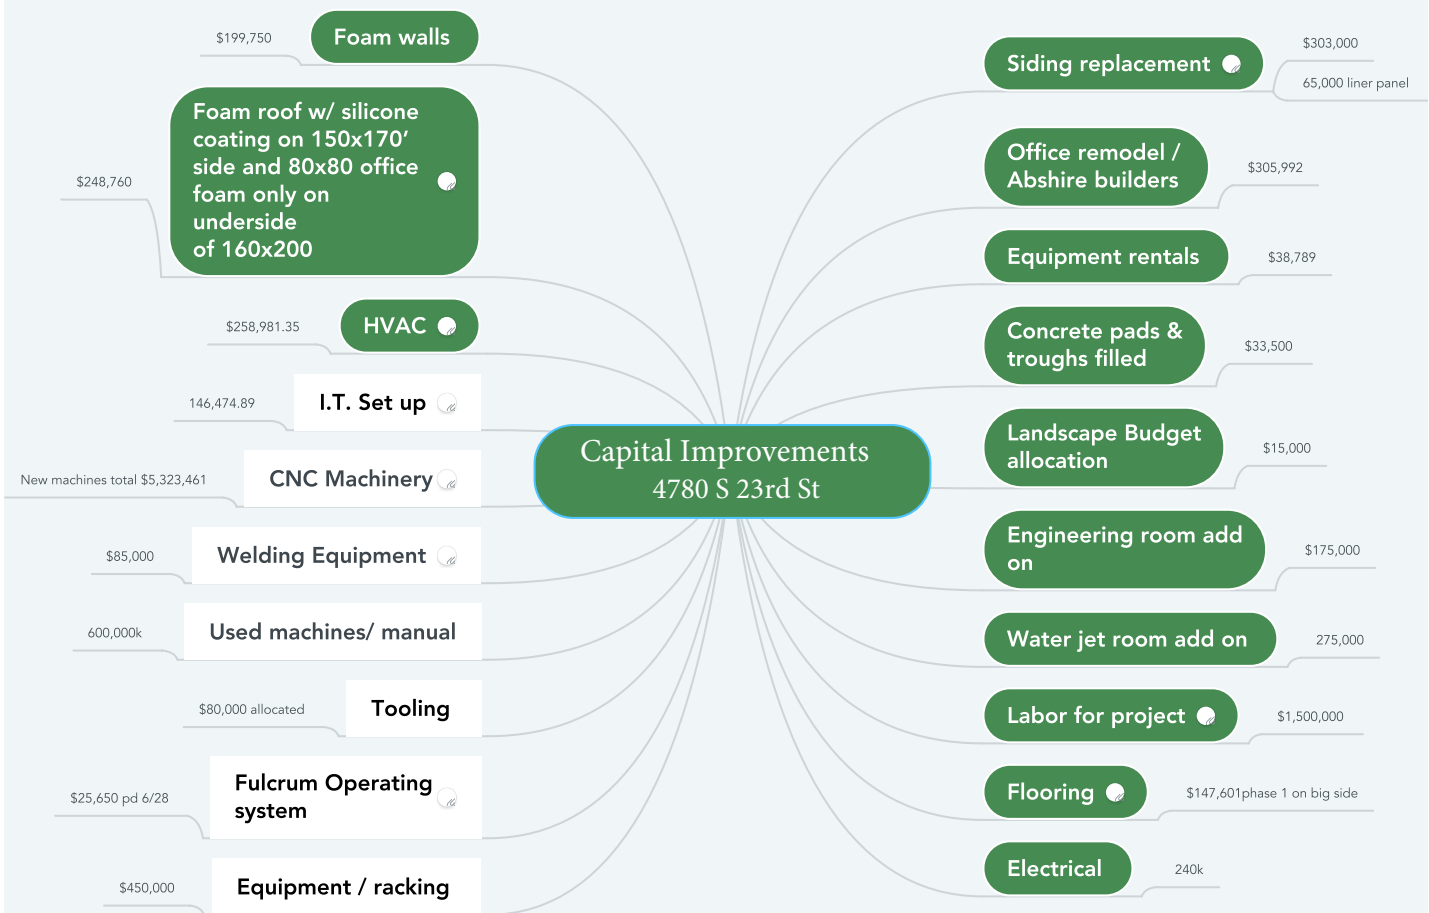 Capital Improvements
4780 S 23rd St
$199,750
Foam walls
$248,760
Foam roof w/ silicone
coating on 150x170’
side and 80x80 office
foam only on
underside
of 160x200
$258,981.35
HVAC
146,474.89
I.T. Set up
New machines total $5,323,461
CNC Machinery
$85,000
Welding Equipment
600,000k
Used machines/ manual
$80,000 allocated
Tooling
$25,650 pd 6/28
Fulcrum Operating
system
$450,000
Equipment / racking
Siding replacement
$303,000
65,000 liner panel
Office remodel /
Abshire builders
$305,992
Equipment rentals
$38,789
Concrete pads &
troughs filled
$33,500
Landscape Budget
allocation
$15,000
Engineering room add
on
$175,000
Water jet room add on
275,000
Labor for project
$1,500,000
Flooring
$147,601phase 1 on big side
Electrical
240k